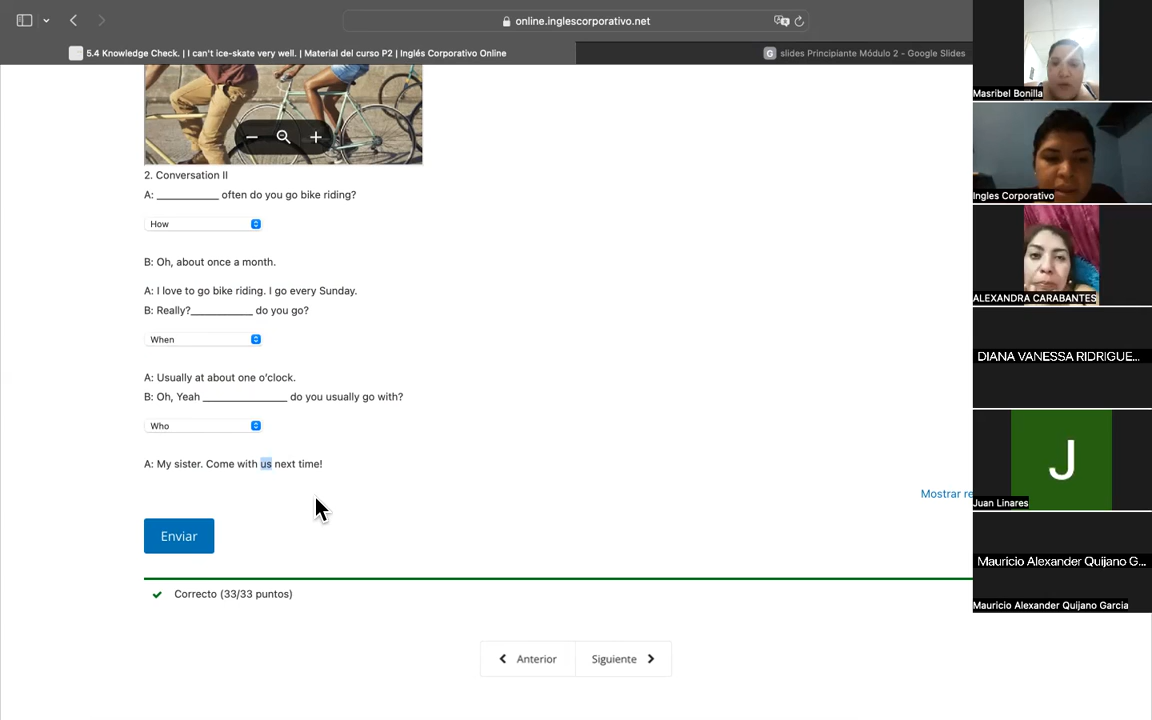 online.inglescorporativo.net
5.4 Knowledge Check. | I can't ice-skate very well. | Material del curso P2 | Inglés Corporativo Online
slides Principiante Módulo 2 – Google Slides
2. Conversation II
A: ____________ often do you go bike riding?
How
B: Oh, about once a month.
A: I love to go bike riding. I go every Sunday.
B: Really?____________ do you go?
When
A: Usually at about one o'clock.
B: Oh, Yeah ________________ do you usually go with?
Who
A: My sister. Come with us next time!
Mostrar re
Enviar
Correcto (33/33 puntos)
Anterior
Siguiente
Masribel Bonilla
Ingles Corporativo
ALEXANDRA CARABANTES
DIANA VANESSA RIDRIGUE...
J
Juan Linares
Mauricio Alexander Quijano G...
Mauricio Alexander Quijano Garcia